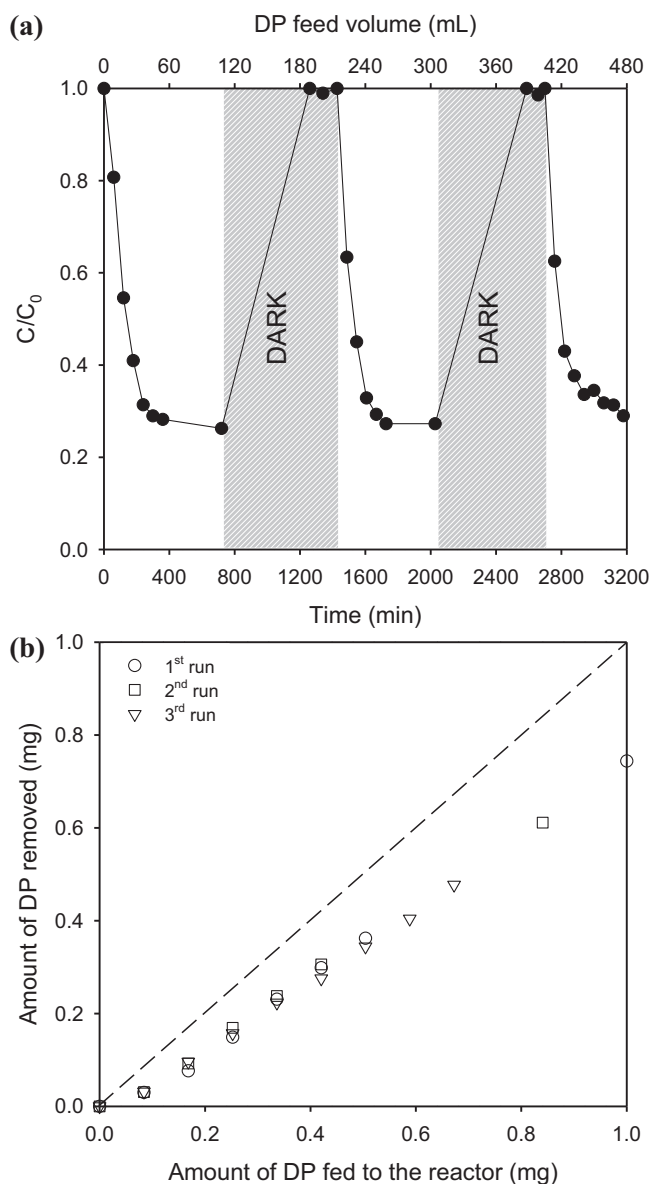 (a)
DP feed volume (mL)
0 60 120 180 240 300 360 420 480
1.0
0.8
0.6
0.4
0.2
0.0
C/C0
DARK
DARK
0 400 800 1200 1600 2000 2400 2800 3200
Time (min)
(b)
1.0
0.8
0.6
0.4
0.2
0.0
Amount of DP removed (mg)
1st run
2nd run
3rd run
0.0 0.2 0.4 0.6 0.8 1.0
Amount of DP fed to the reactor (mg)